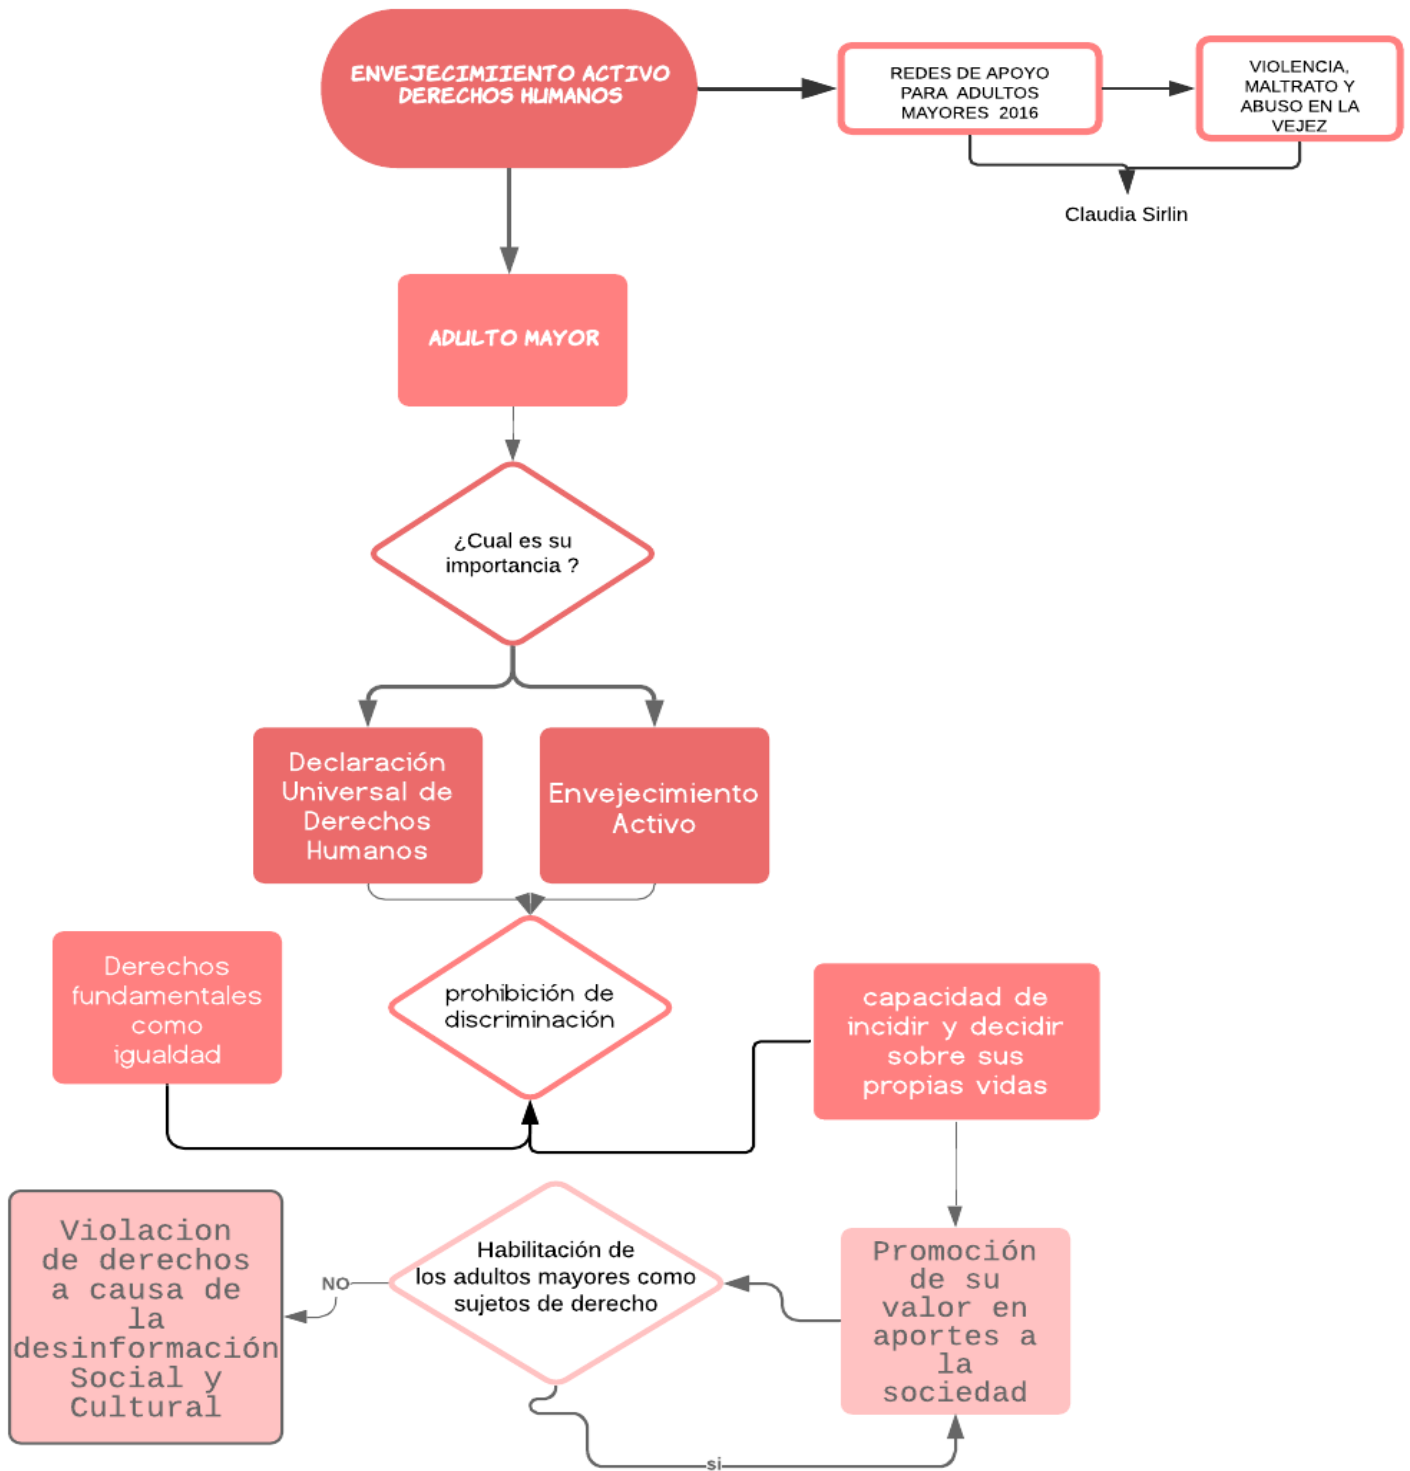 ENVEJECIMIIENTO ACTIVO
DERECHOS HUMANOS
REDES DE APOYO
PARA ADULTOS
MAYORES 2016
VIOLENCIA,
MALTRATO Y
ABUSO EN LA
VEJEZ
Claudia Sirlin
ADULTO MAYOR
¿Cual es su
importancia ?
Declaración
Universal de
Derechos
Humanos
Envejecimiento
Activo
Derechos
fundamentales
como
igualdad
prohibición de
discriminación
capacidad de
incidir y decidir
sobre sus
propias vidas
Violacion
de derechos
a causa de
la
desinformación
Social y
Cultural
NO
Habilitación de
los adultos mayores como
sujetos de derecho
Promoción
de su
valor en
aportes a
la
sociedad
si